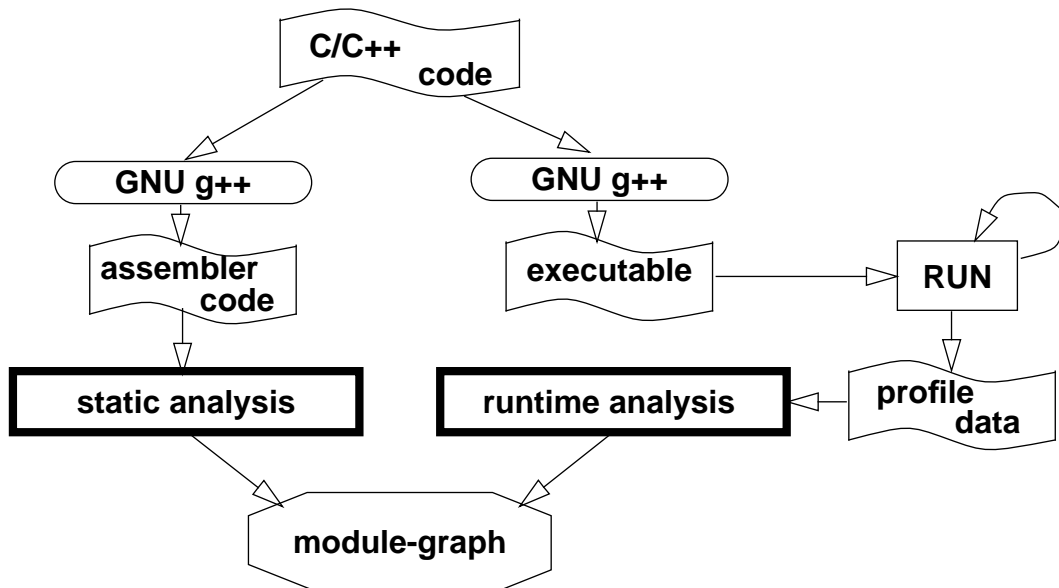 C/C++
code
GNU g++
GNU g++
assembler
code
executable
RUN
static analysis
runtime analysis
profile
data
module-graph